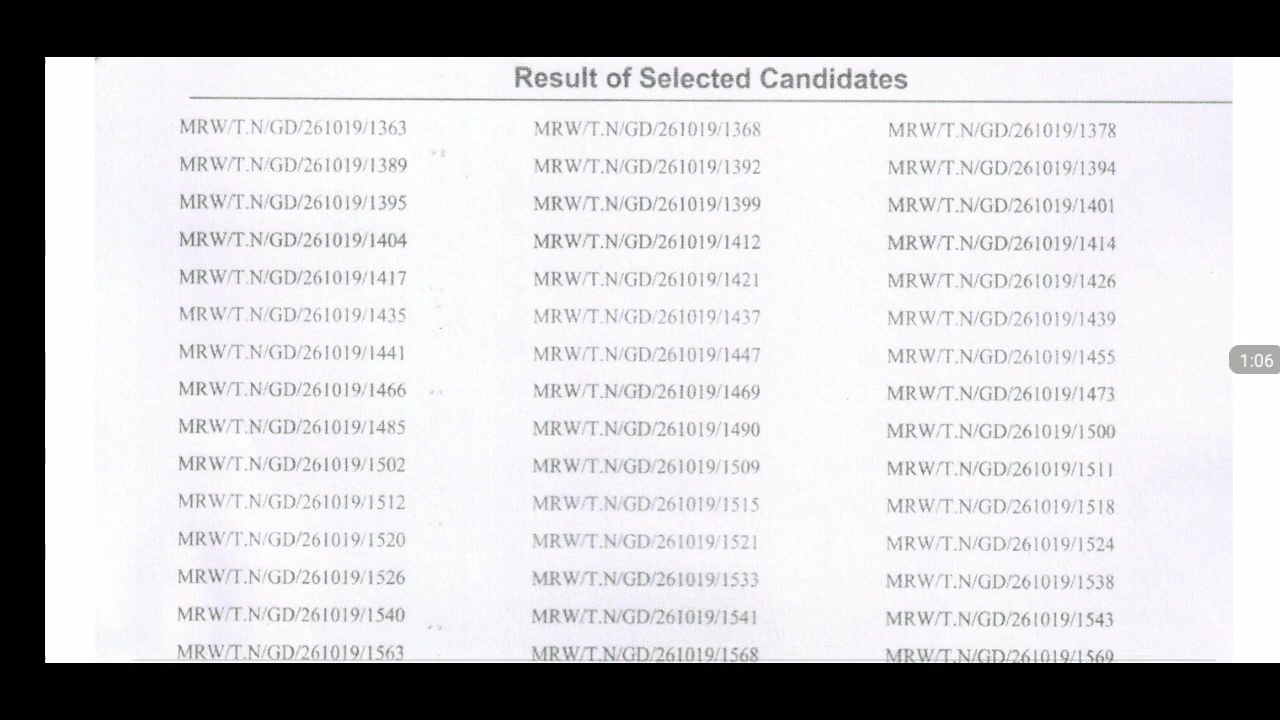 Result of Selected Candidates
MRW/T.N/GD/261019/1363 MRW/T.N/GD/261019/1368 MRW/T.N/GD/261019/1378
MRW/T.N/GD/261019/1389 MRW/T.N/GD/261019/1392 MRW/T.N/GD/261019/1394
MRW/T.N/GD/261019/1395 MRW/T.N/GD/261019/1399 MRW/T.N/GD/261019/1401
MRW/T.N/GD/261019/1404 MRW/T.N/GD/261019/1412 MRW/T.N/GD/261019/1414
MRW/T.N/GD/261019/1417 MRW/T.N/GD/261019/1421 MRW/T.N/GD/261019/1426
MRW/T.N/GD/261019/1435 MRW/T.N/GD/261019/1437 MRW/T.N/GD/261019/1439
MRW/T.N/GD/261019/1441 MRW/T.N/GD/261019/1447 MRW/T.N/GD/261019/1455
1:06
MRW/T.N/GD/261019/1466 MRW/T.N/GD/261019/1469 MRW/T.N/GD/261019/1473
MRW/T.N/GD/261019/1485 MRW/T.N/GD/261019/1490 MRW/T.N/GD/261019/1500
MRW/T.N/GD/261019/1502 MRW/T.N/GD/261019/1509 MRW/T.N/GD/261019/1511
MRW/T.N/GD/261019/1512 MRW/T.N/GD/261019/1515 MRW/T.N/GD/261019/1518
MRW/T.N/GD/261019/1520 MRW/T.N/GD/261019/1521 MRW/T.N/GD/261019/1524
MRW/T.N/GD/261019/1526 MRW/T.N/GD/261019/1533 MRW/T.N/GD/261019/1538
MRW/T.N/GD/261019/1540 MRW/T.N/GD/261019/1541 MRW/T.N/GD/261019/1543
MRW/T.N/GD/261019/1563 MRW/T.N/GD/261019/1568 MRW/T.N/GD/261019/1569